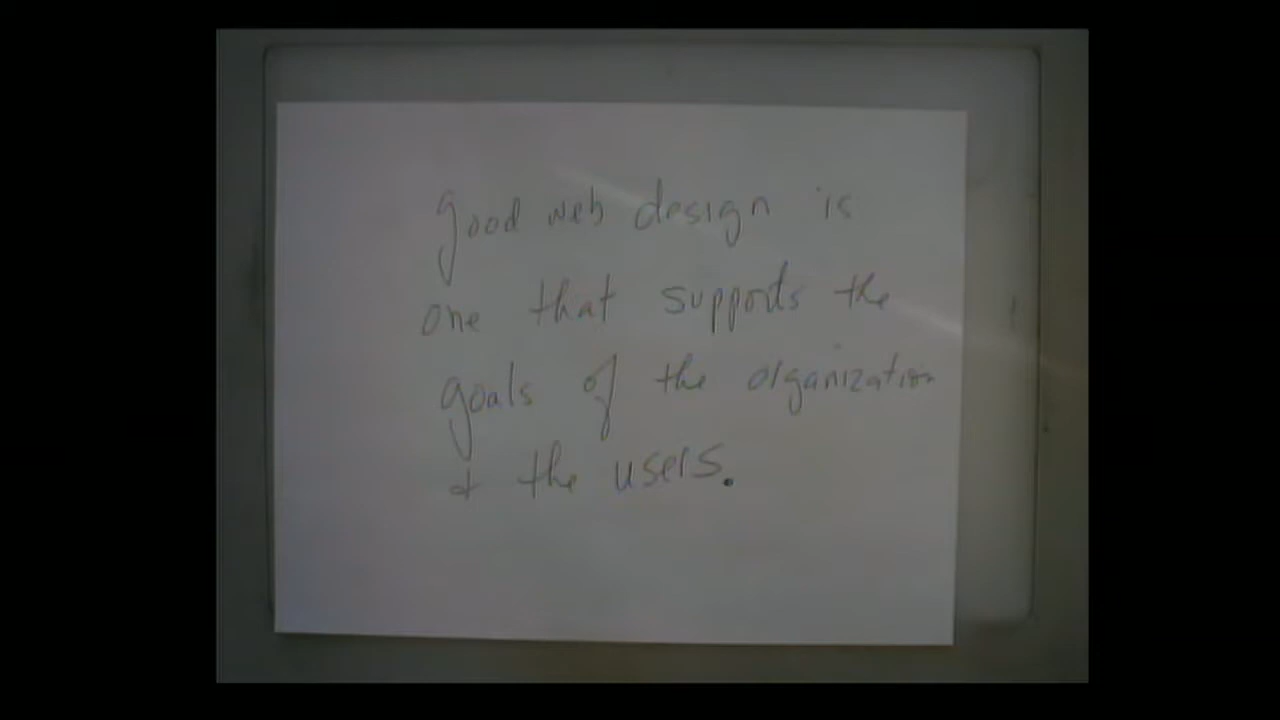 good web design is
one that supports the
goals of the organization
& the users.